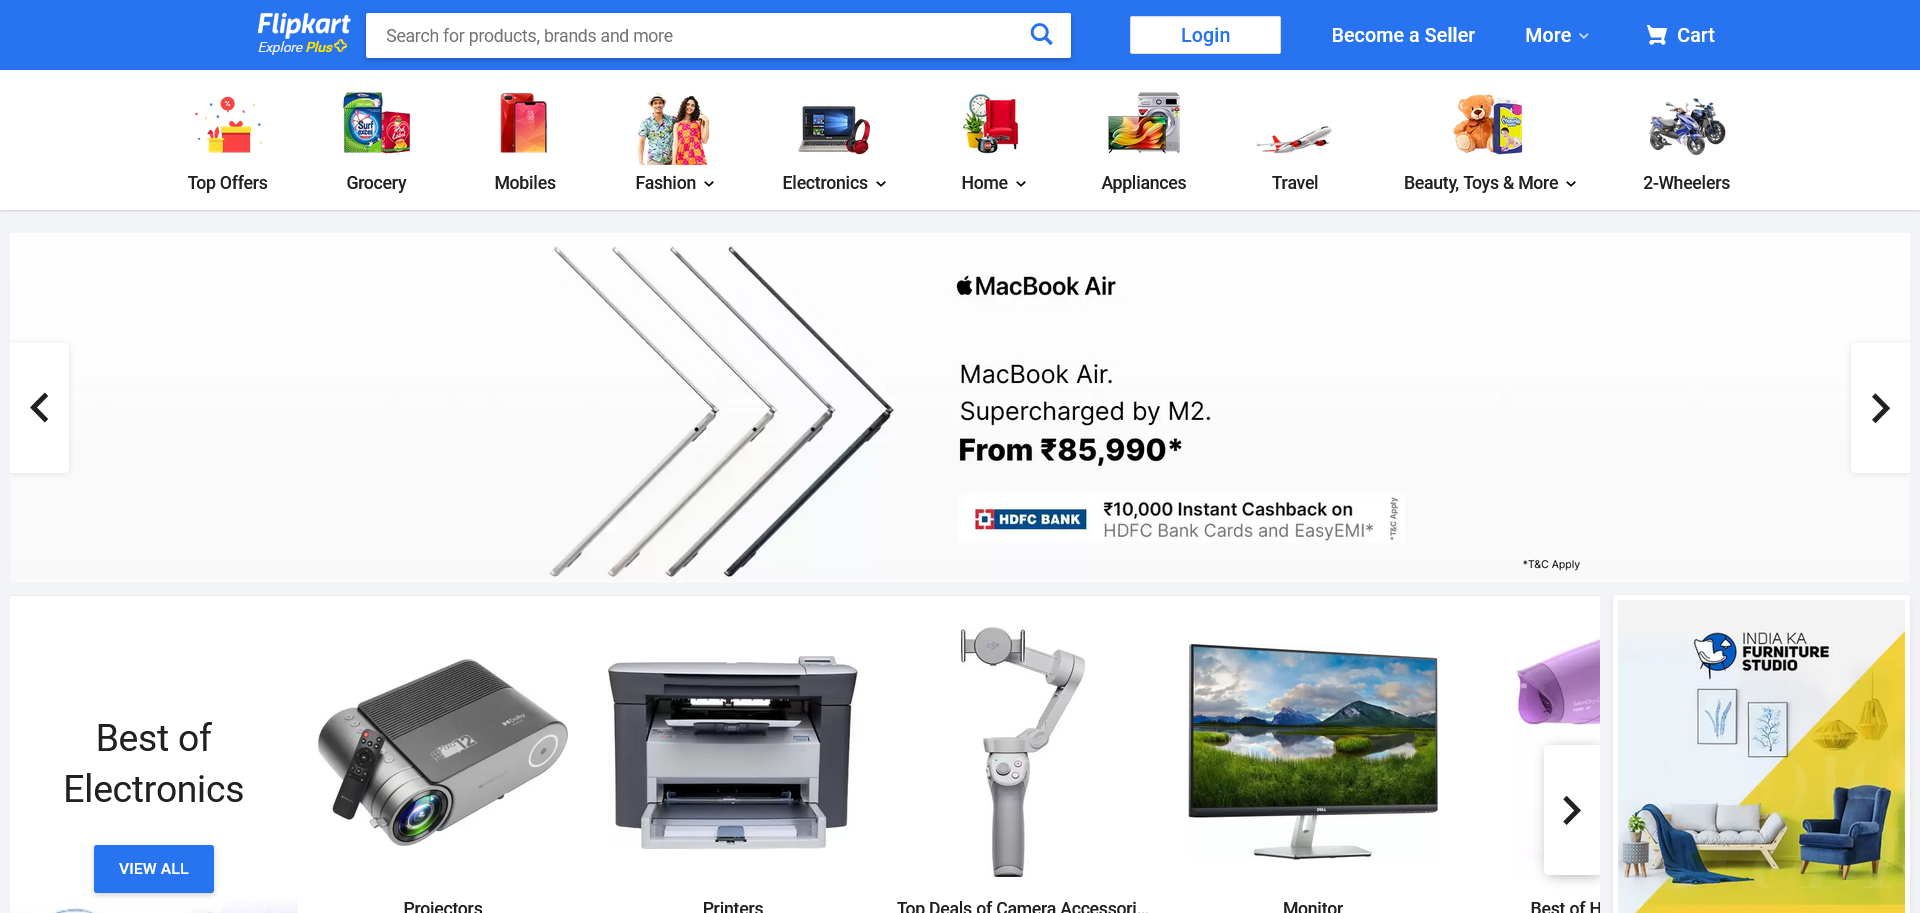 Flipkart
Explore Plus
Search for products, brands and more
Login
Become a Seller
More
Cart
Top Offers
Grocery
Mobiles
Fashion
Electronics
Home
Appliances
Travel
Beauty, Toys & More
2-Wheelers
Surf excel
MacBook Air
MacBook Air.
Supercharged by M2.
From ₹85,990*
HDFC BANK
₹10,000 Instant Cashback on
HDFC Bank Cards and EasyEMI*
*T&C Apply
*T&C Apply
Best of
Electronics
VIEW ALL
Projectors
Printers
Top Deals of Camera Accessori...
Monitor
Best of H
DELL
INDIA KA
FURNITURE
STUDIO